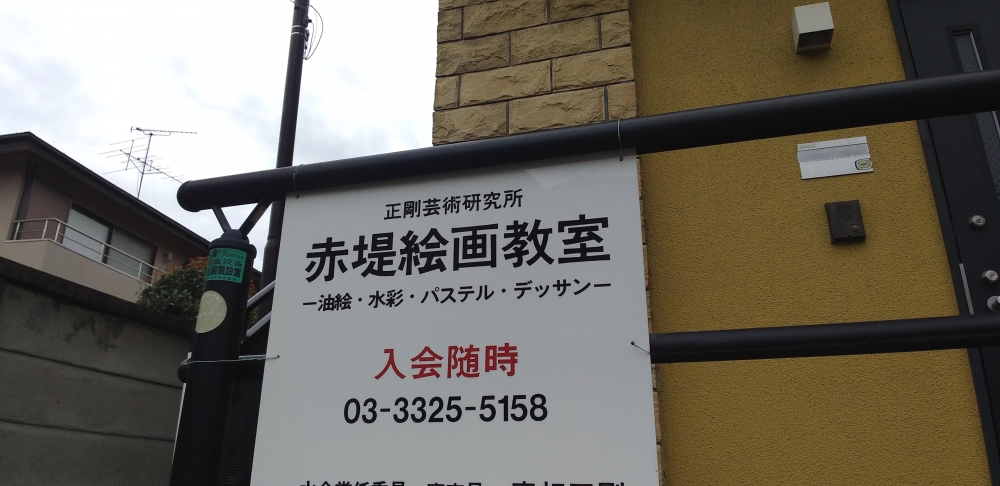 正剛芸術研究所
赤堤絵画教室
ー油絵・水彩・パステル・デッサンー
入会随時
03-3325-5158